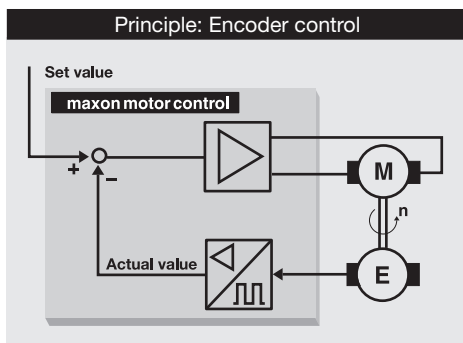 Principle: Encoder control
Set value
maxon motor control
+
−
M
n
Actual value
E